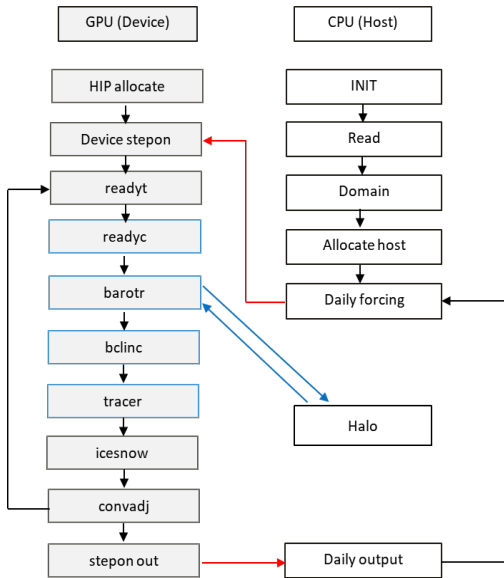 GPU (Device)
CPU (Host)
HIP allocate
Device stepon
readyt
readyc
barotr
bclinc
tracer
icesnow
convadj
stepon out
INIT
Read
Domain
Allocate host
Daily forcing
Halo
Daily output